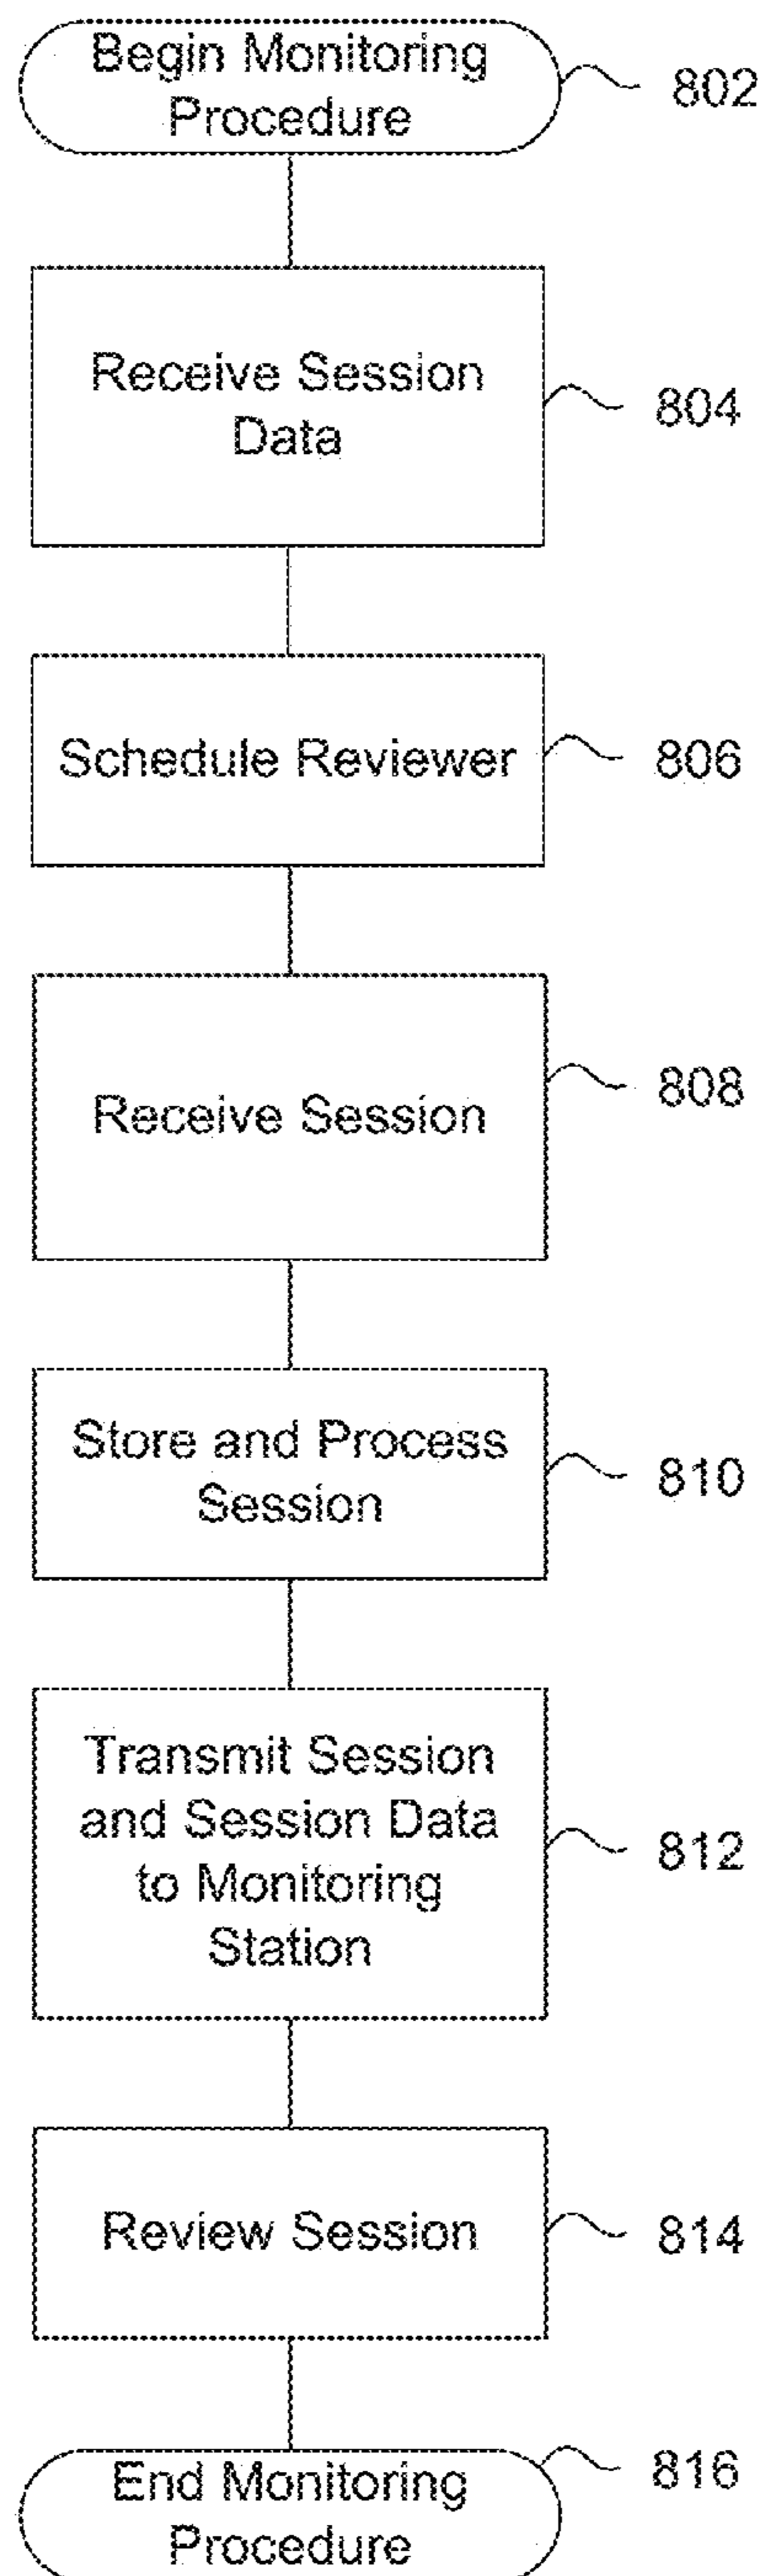 Begin Monitoring
Procedure
802
Receive Session
Data
804
Schedule Reviewer
806
Receive Session
808
Store and Process
Session
810
Transmit Session
and Session Data
to Monitoring
Station
812
Review Session
814
End Monitoring
Procedure
816